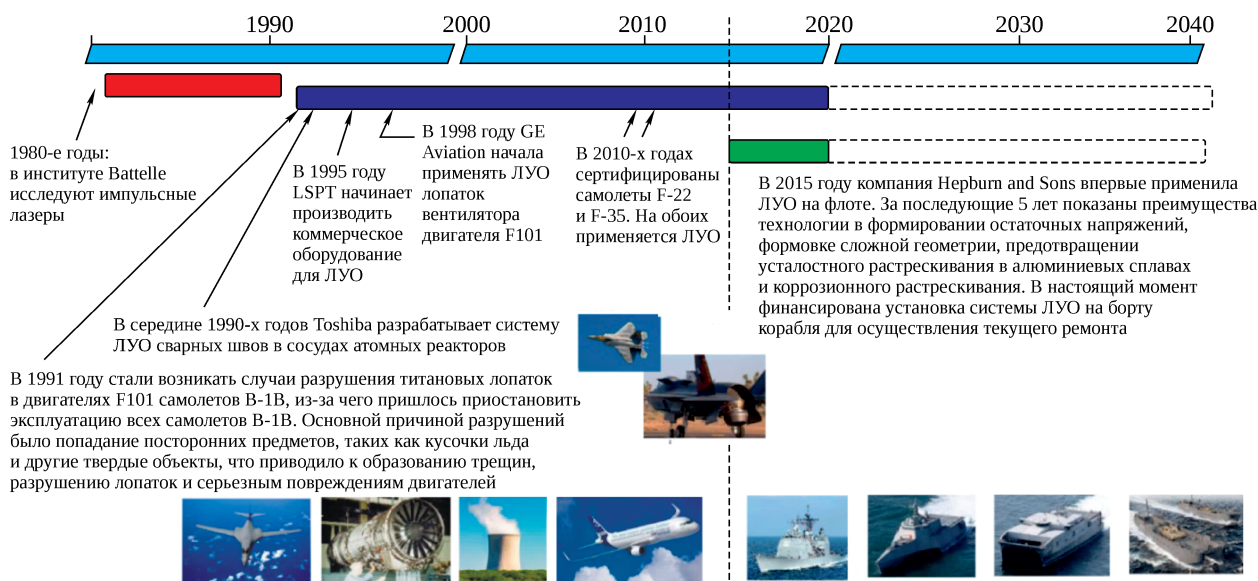 1990 2000 2010 2020 2030 2040
1980-е годы:
в институте Battelle
исследуют импульсные
лазеры
В 1995 году
LSPT начинает
производить
коммерческое
оборудование
для ЛУО
В 1998 году GE
Aviation начала
применять ЛУО
лопаток
вентилятора
двигателя F101
В 2010-х годах
сертифицированы
самолеты F-22
и F-35. На обоих
применяется ЛУО
В 2015 году компания Hepburn and Sons впервые применила
ЛУО на флоте. За последующие 5 лет показаны преимущества
технологии в формировании остаточных напряжений,
формовке сложной геометрии, предотвращении
усталостного растрескивания в алюминиевых сплавах
и коррозионного растрескивания. В настоящий момент
финансирована установка системы ЛУО на борту
корабля для осуществления текущего ремонта
В середине 1990-х годов Toshiba разрабатывает систему
ЛУО сварных швов в сосудах атомных реакторов
В 1991 году стали возникать случаи разрушения титановых лопаток
в двигателях F101 самолетов B-1B, из-за чего пришлось приостановить
эксплуатацию всех самолетов B-1B. Основной причиной разрушений
было попадание посторонних предметов, таких как кусочки льда
и другие твердые объекты, что приводило к образованию трещин,
разрушению лопаток и серьезным повреждениям двигателей